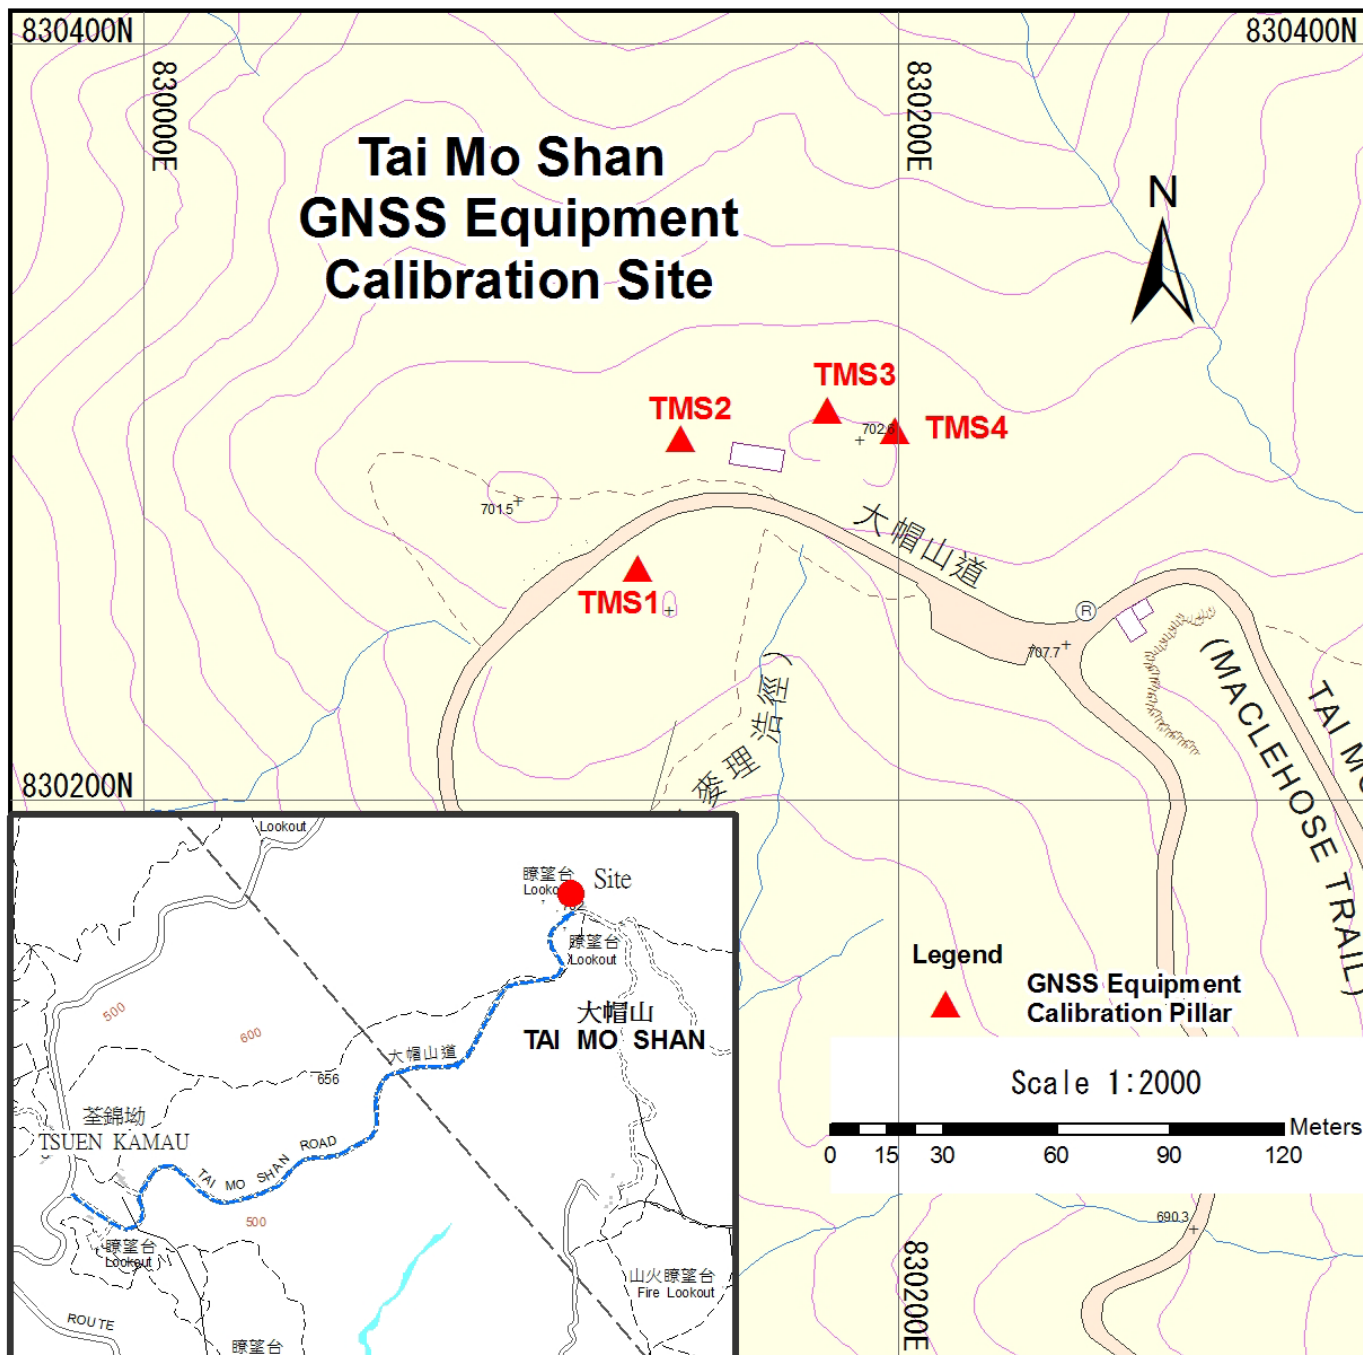 830400N
830400N
830000E
830200E
Tai Mo Shan
GNSS Equipment
Calibration Site
N
TMS3
TMS2
TMS4
702.6
701.5
大帽山道
TMS1
R
707.7
麥理浩徑)
(MACLEHOSE TRAIL)
TAI MO
830200N
Lookout
瞭望台
Lookout
Site
瞭望台
Lookout
大帽山
TAI MO SHAN
500
600
大帽山道
656
荃錦坳
TSUEN KAMAU
TAI MO SHAN ROAD
500
瞭望台
Lookout
山火瞭望台
Fire Lookout
ROUTE
瞭望台
Legend
GNSS Equipment
Calibration Pillar
Scale 1:2000
Meters
0 15 30 60 90 120
690.3
830200E